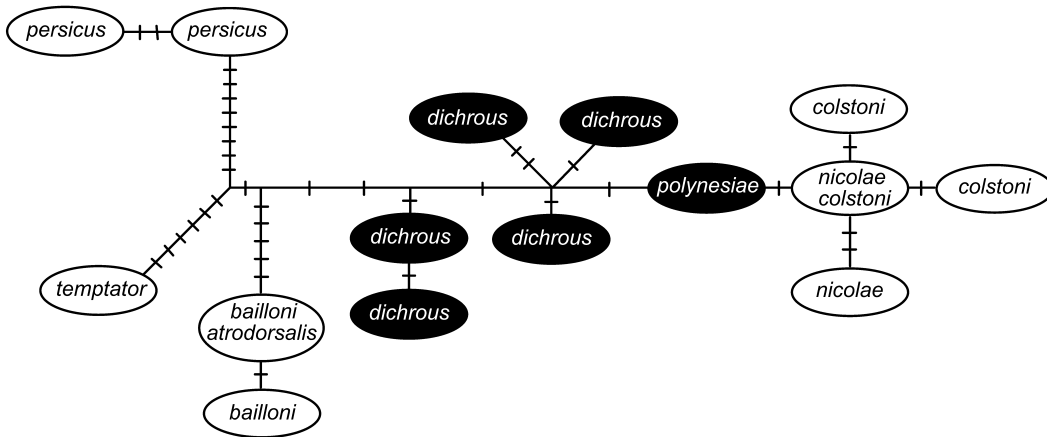 persicus
persicus
dichrous
dichrous
colstoni
polynesiae
nicolae
colstoni
colstoni
dichrous
dichrous
temptator
bailloni
atrodorsalis
dichrous
nicolae
bailloni